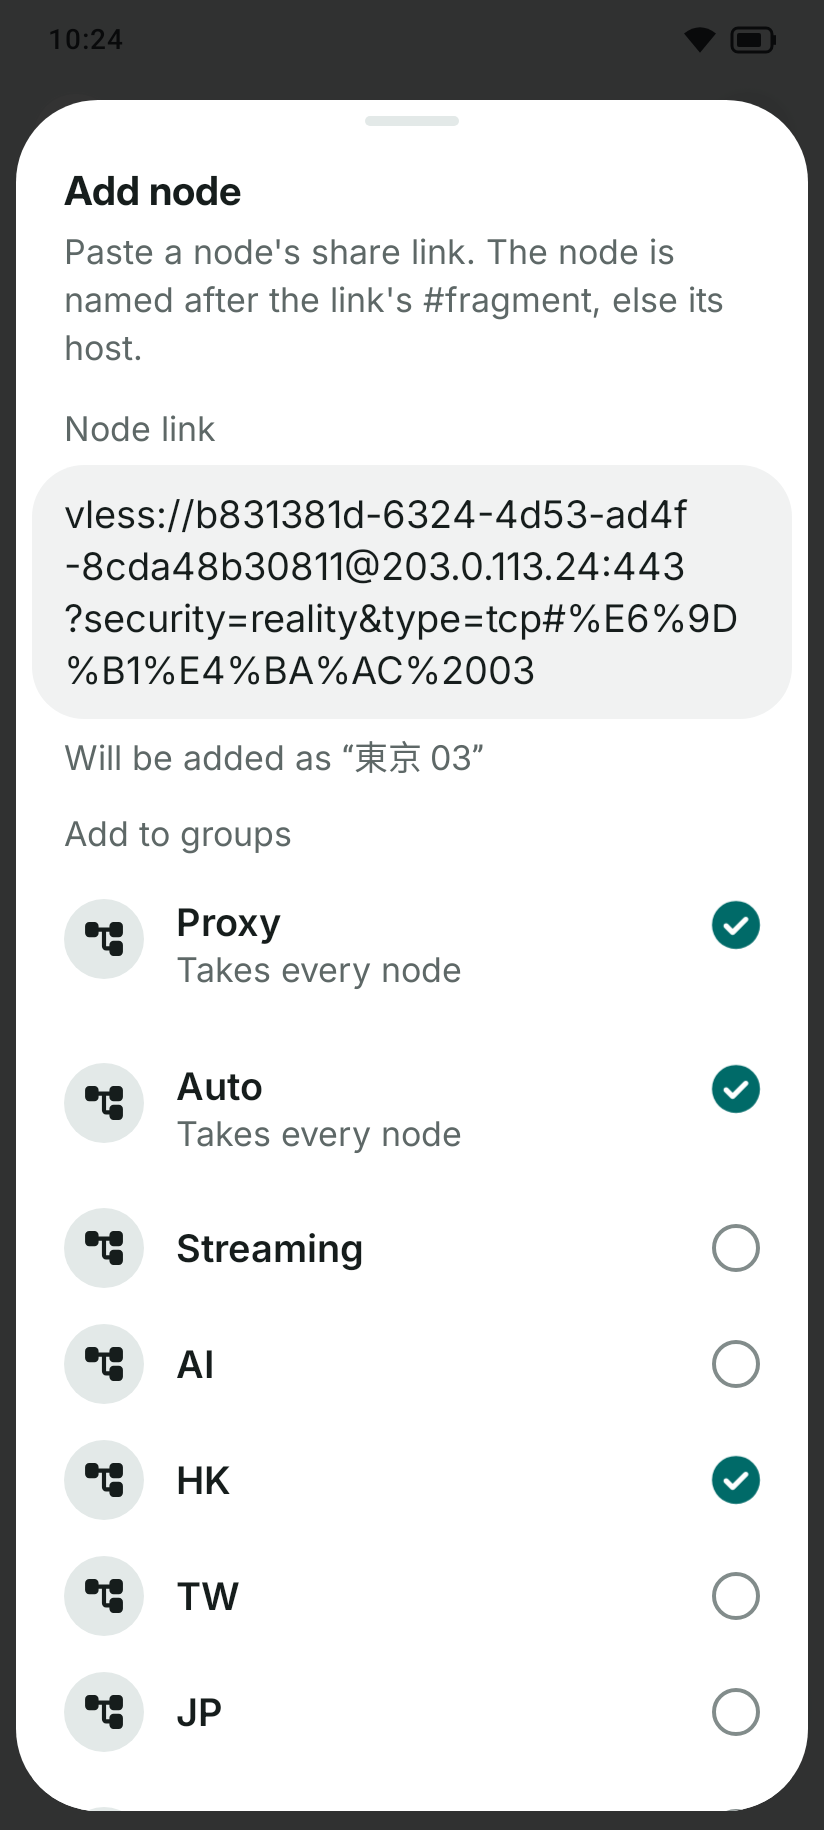 10:24
Add node
Paste a node's share link. The node is
named after the link's #fragment, else its
host.
Node link
vless://b831381d-6324-4d53-ad4f
-8cda48b30811@203.0.113.24:443
?security=reality&type=tcp#%E6%9D
%B1%E4%BA%AC%2003
Will be added as “東京 03”
Add to groups
Proxy
Takes every node
Auto
Takes every node
Streaming
AI
HK
TW
JP